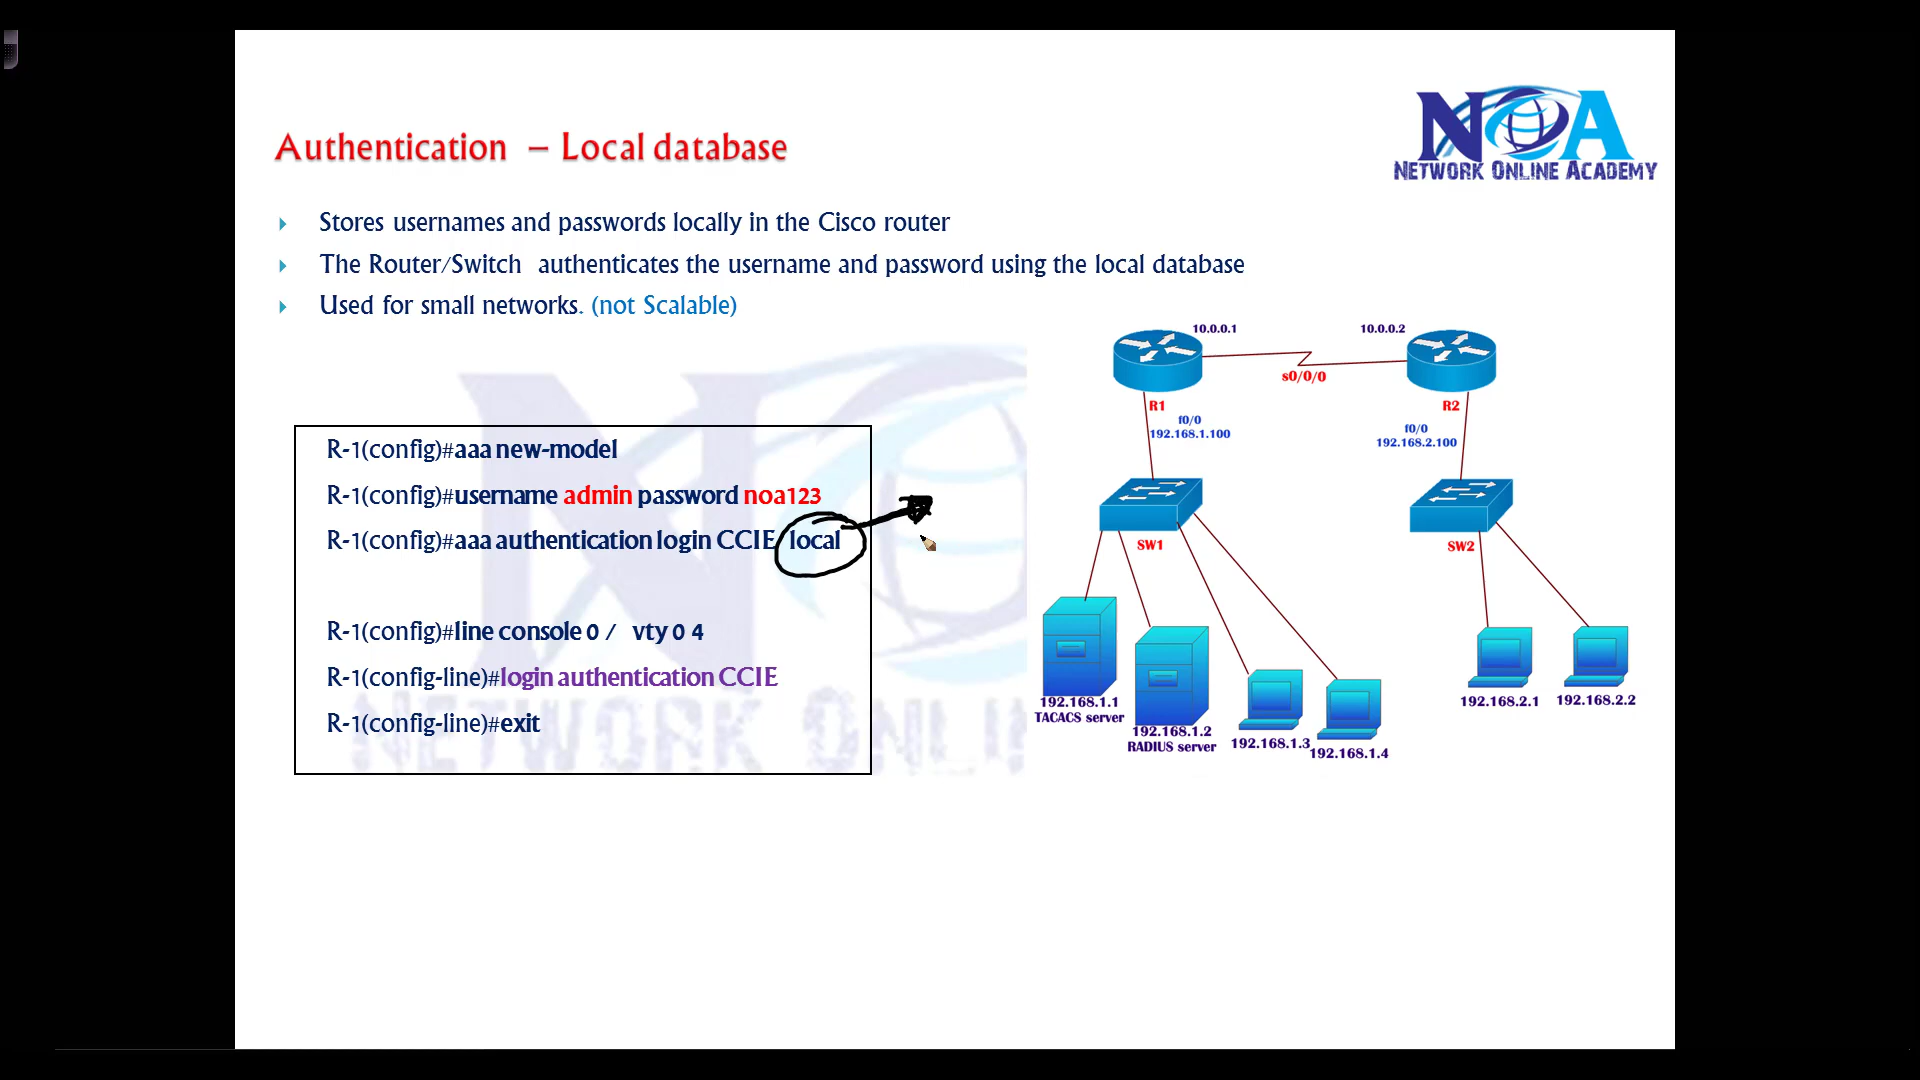 NOA
NETWORK ONLINE ACADEMY
Authentication – Local database
Stores usernames and passwords locally in the Cisco router
The Router/Switch authenticates the username and password using the local database
Used for small networks. (not Scalable)
R-1(config)#aaa new-model
R-1(config)#username admin password noa123
R-1(config)#aaa authentication login CCIE local
R-1(config)#line console 0 / vty 0 4
R-1(config-line)#login authentication CCIE
R-1(config-line)#exit
10.0.0.1
10.0.0.2
s0/0/0
R1
R2
f0/0
192.168.1.100
f0/0
192.168.2.100
SW1
SW2
192.168.1.1
TACACS server
192.168.1.2
RADIUS server
192.168.1.3
192.168.1.4
192.168.2.1
192.168.2.2
NETWORK ONLI